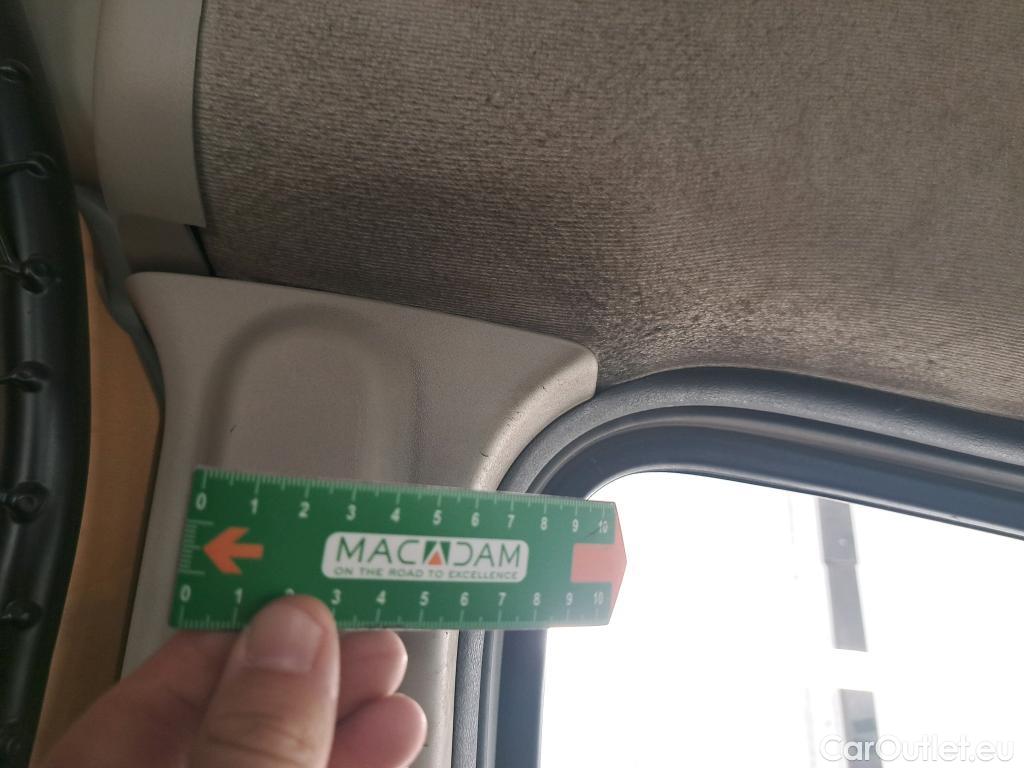 0 1 2 3 4 5 6 7 8 9 10
MACADAM
ON THE ROAD TO EXCELLENCE
0 1 2 3 4 5 6 7 8 9 10
CarOutlet.eu